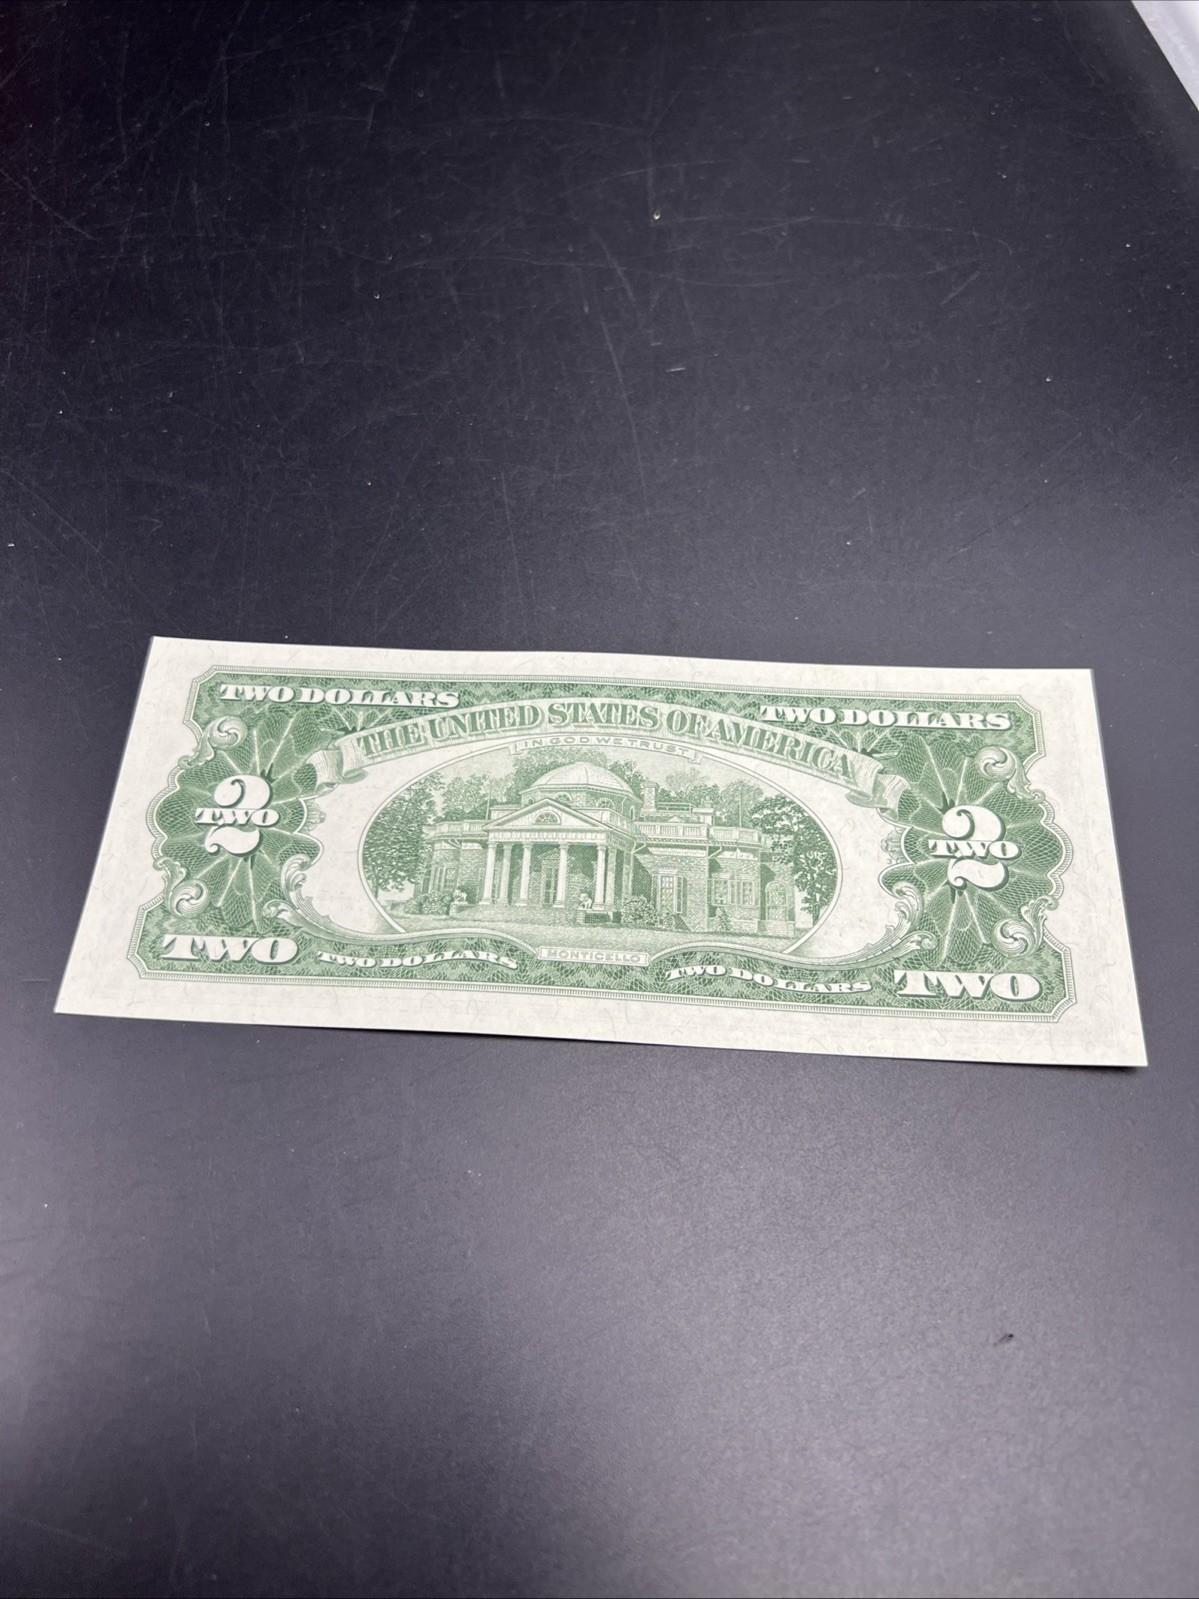 TWO DOLLARS
TWO DOLLARS
THE UNITED STATES OF AMERICA
IN GOD WE TRUST
2
TWO
2
TWO
TWO
TWO DOLLARS
MONTICELLO
TWO DOLLARS
TWO